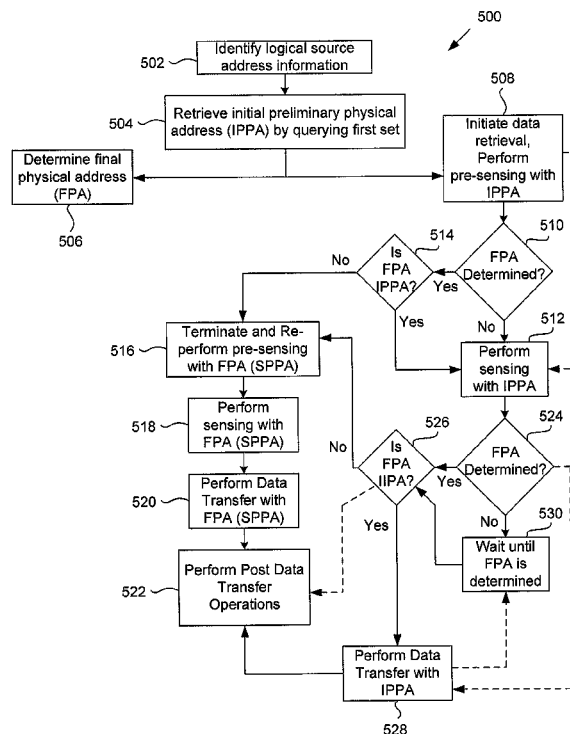 500
502
Identify logical source
address information
504
Retrieve initial preliminary physical
address (IPPA) by querying first set
508
Initiate data
retrieval,
Perform
pre-sensing with
IPPA
Determine final
physical address
(FPA)
506
510
FPA
Determined?
514
Is
FPA
IPPA?
No
Yes
Yes
No
512
Perform
sensing
with IPPA
516
Terminate and Re-
perform pre-sensing
with FPA (SPPA)
518
Perform
sensing with
FPA (SPPA)
520
Perform Data
Transfer with
FPA (SPPA)
522
Perform Post Data
Transfer
Operations
524
FPA
Determined?
526
Is
FPA
IIPA?
No
Yes
Yes
No
530
Wait until
FPA is
determined
Perform Data
Transfer with
IPPA
528